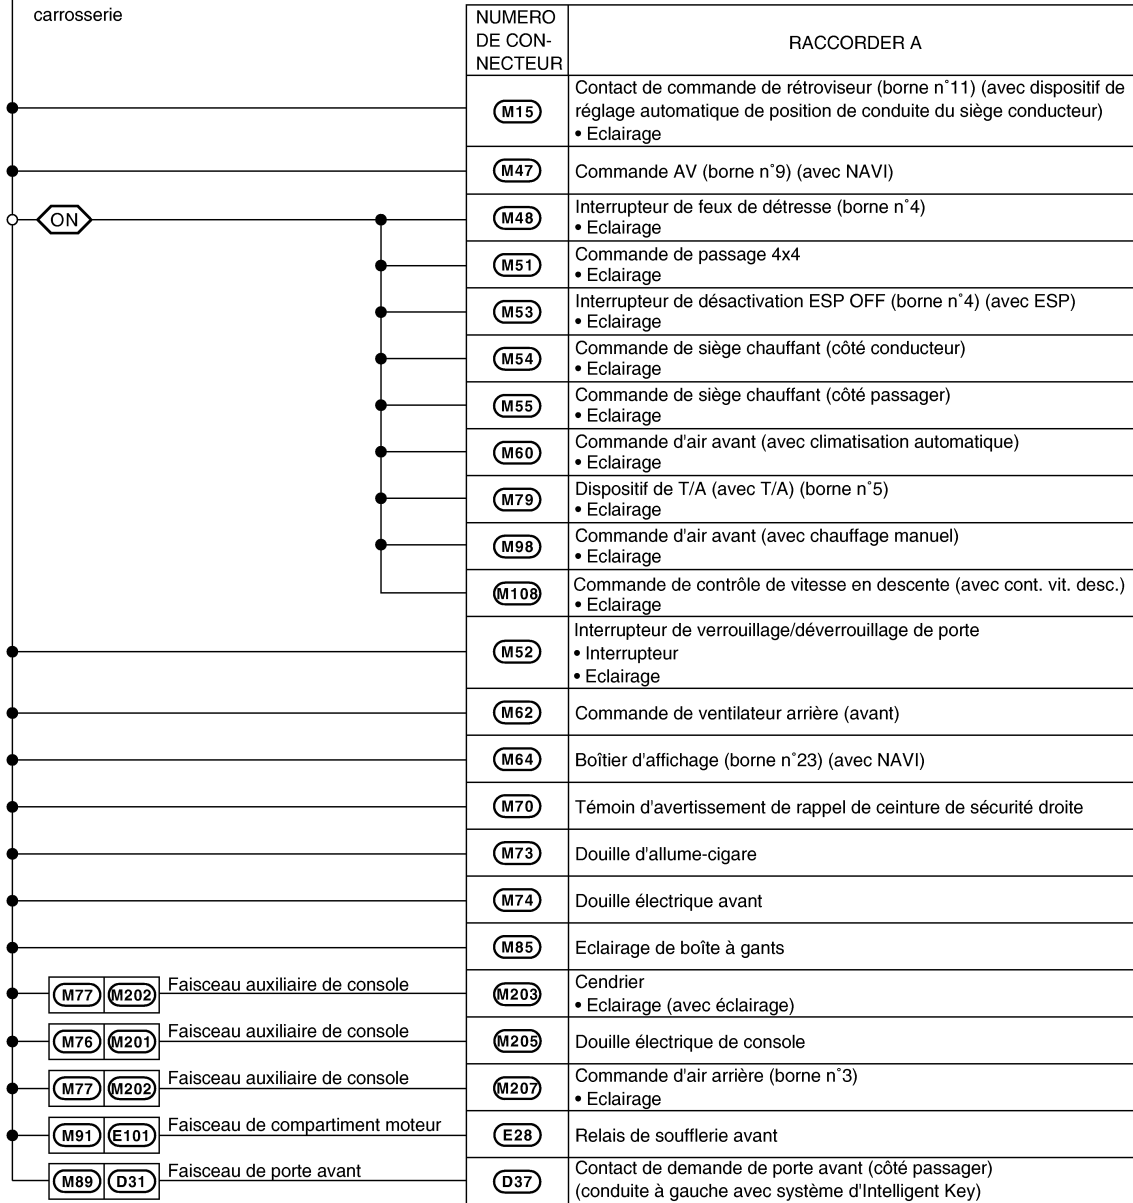 carrosserie
NUMERO
DE CON-
NECTEUR
RACCORDER A
M15
Contact de commande de rétroviseur (borne n˚11) (avec dispositif de
réglage automatique de position de conduite du siège conducteur)
• Eclairage
M47
Commande AV (borne n˚9) (avec NAVI)
ON
M48
Interrupteur de feux de détresse (borne n˚4)
• Eclairage
M51
Commande de passage 4x4
• Eclairage
M53
Interrupteur de désactivation ESP OFF (borne n˚4) (avec ESP)
• Eclairage
M54
Commande de siège chauffant (côté conducteur)
• Eclairage
M55
Commande de siège chauffant (côté passager)
• Eclairage
M60
Commande d'air avant (avec climatisation automatique)
• Eclairage
M79
Dispositif de T/A (avec T/A) (borne n˚5)
• Eclairage
M98
Commande d'air avant (avec chauffage manuel)
• Eclairage
M108
Commande de contrôle de vitesse en descente (avec cont. vit. desc.)
• Eclairage
M52
Interrupteur de verrouillage/déverrouillage de porte
• Interrupteur
• Eclairage
M62
Commande de ventilateur arrière (avant)
M64
Boîtier d'affichage (borne n˚23) (avec NAVI)
M70
Témoin d'avertissement de rappel de ceinture de sécurité droite
M73
Douille d'allume-cigare
M74
Douille électrique avant
M85
Eclairage de boîte à gants
M77 M202 Faisceau auxiliaire de console
M203
Cendrier
• Eclairage (avec éclairage)
M76 M201 Faisceau auxiliaire de console
M205
Douille électrique de console
M77 M202 Faisceau auxiliaire de console
M207
Commande d'air arrière (borne n˚3)
• Eclairage
M91 E101 Faisceau de compartiment moteur
E28
Relais de soufflerie avant
M89 D31 Faisceau de porte avant
D37
Contact de demande de porte avant (côté passager)
(conduite à gauche avec système d'Intelligent Key)